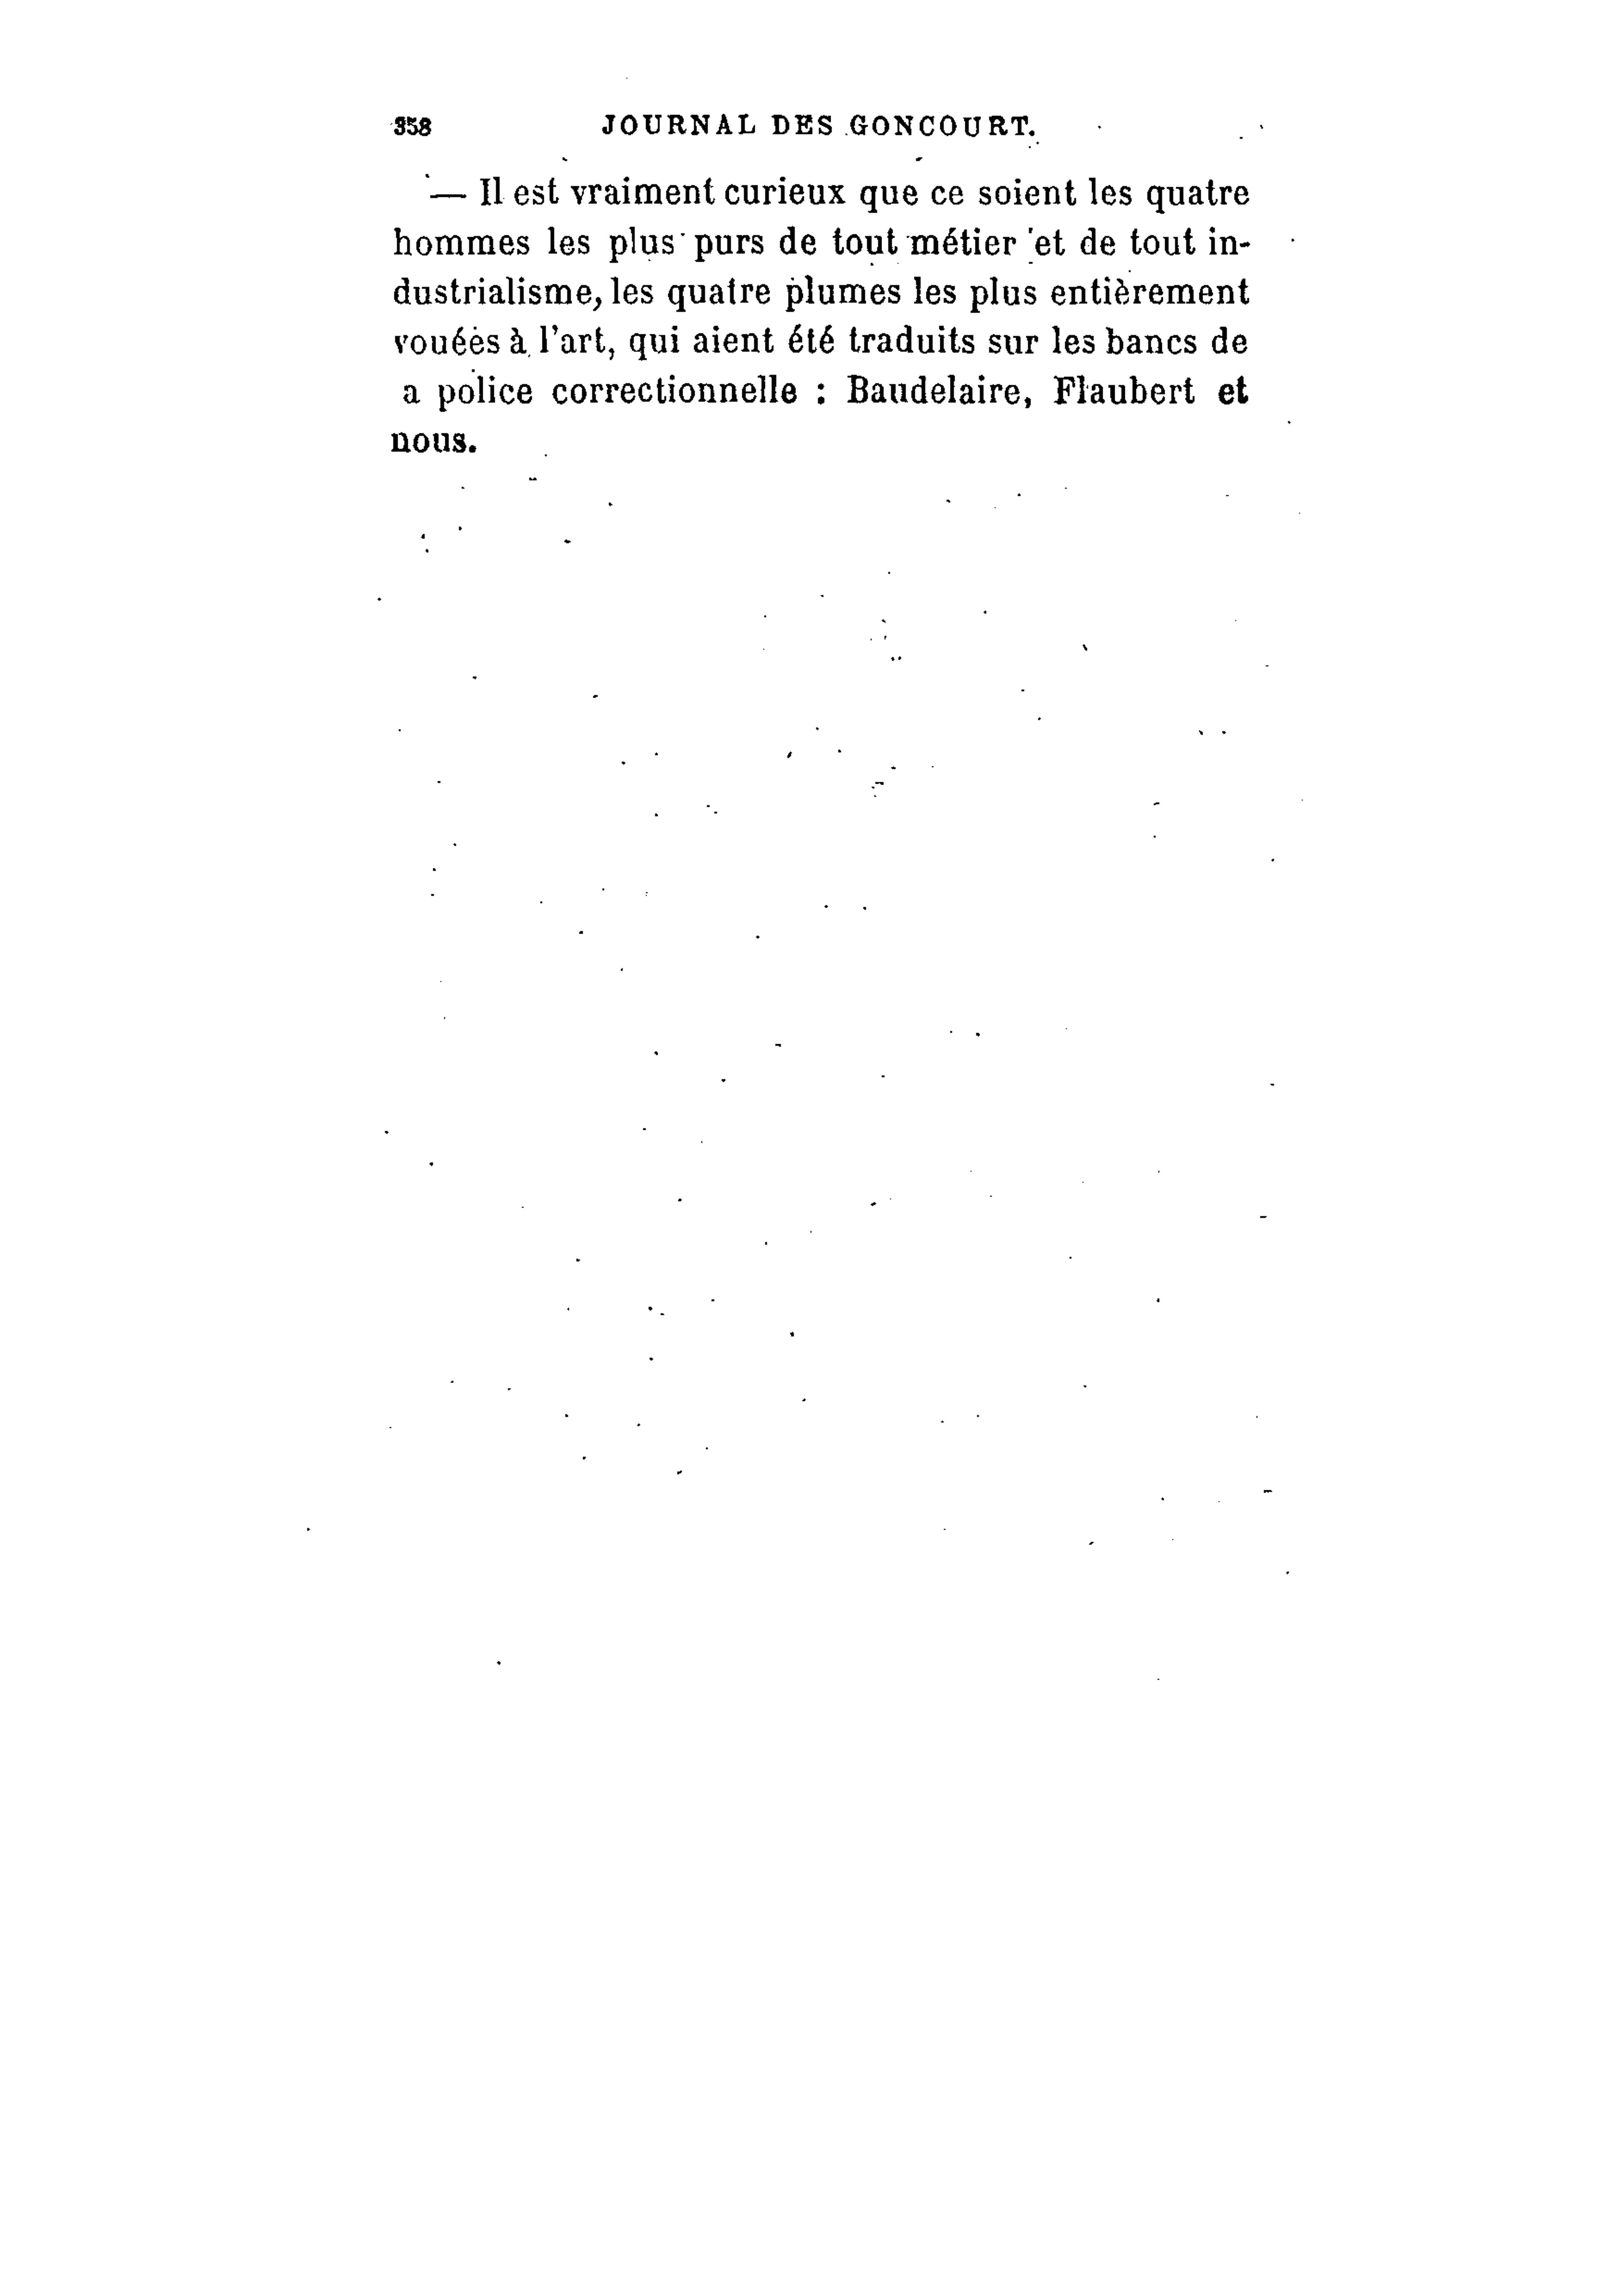 358 JOURNAL DES GONCOURT.
— Il est vraiment curieux que ce soient les quatre
hommes les plus purs de tout métier et de tout in-
dustrialisme, les quatre plumes les plus entièrement
vouées à l'art, qui aient été traduits sur les bancs de
a police correctionnelle : Baudelaire, Flaubert et
nous.